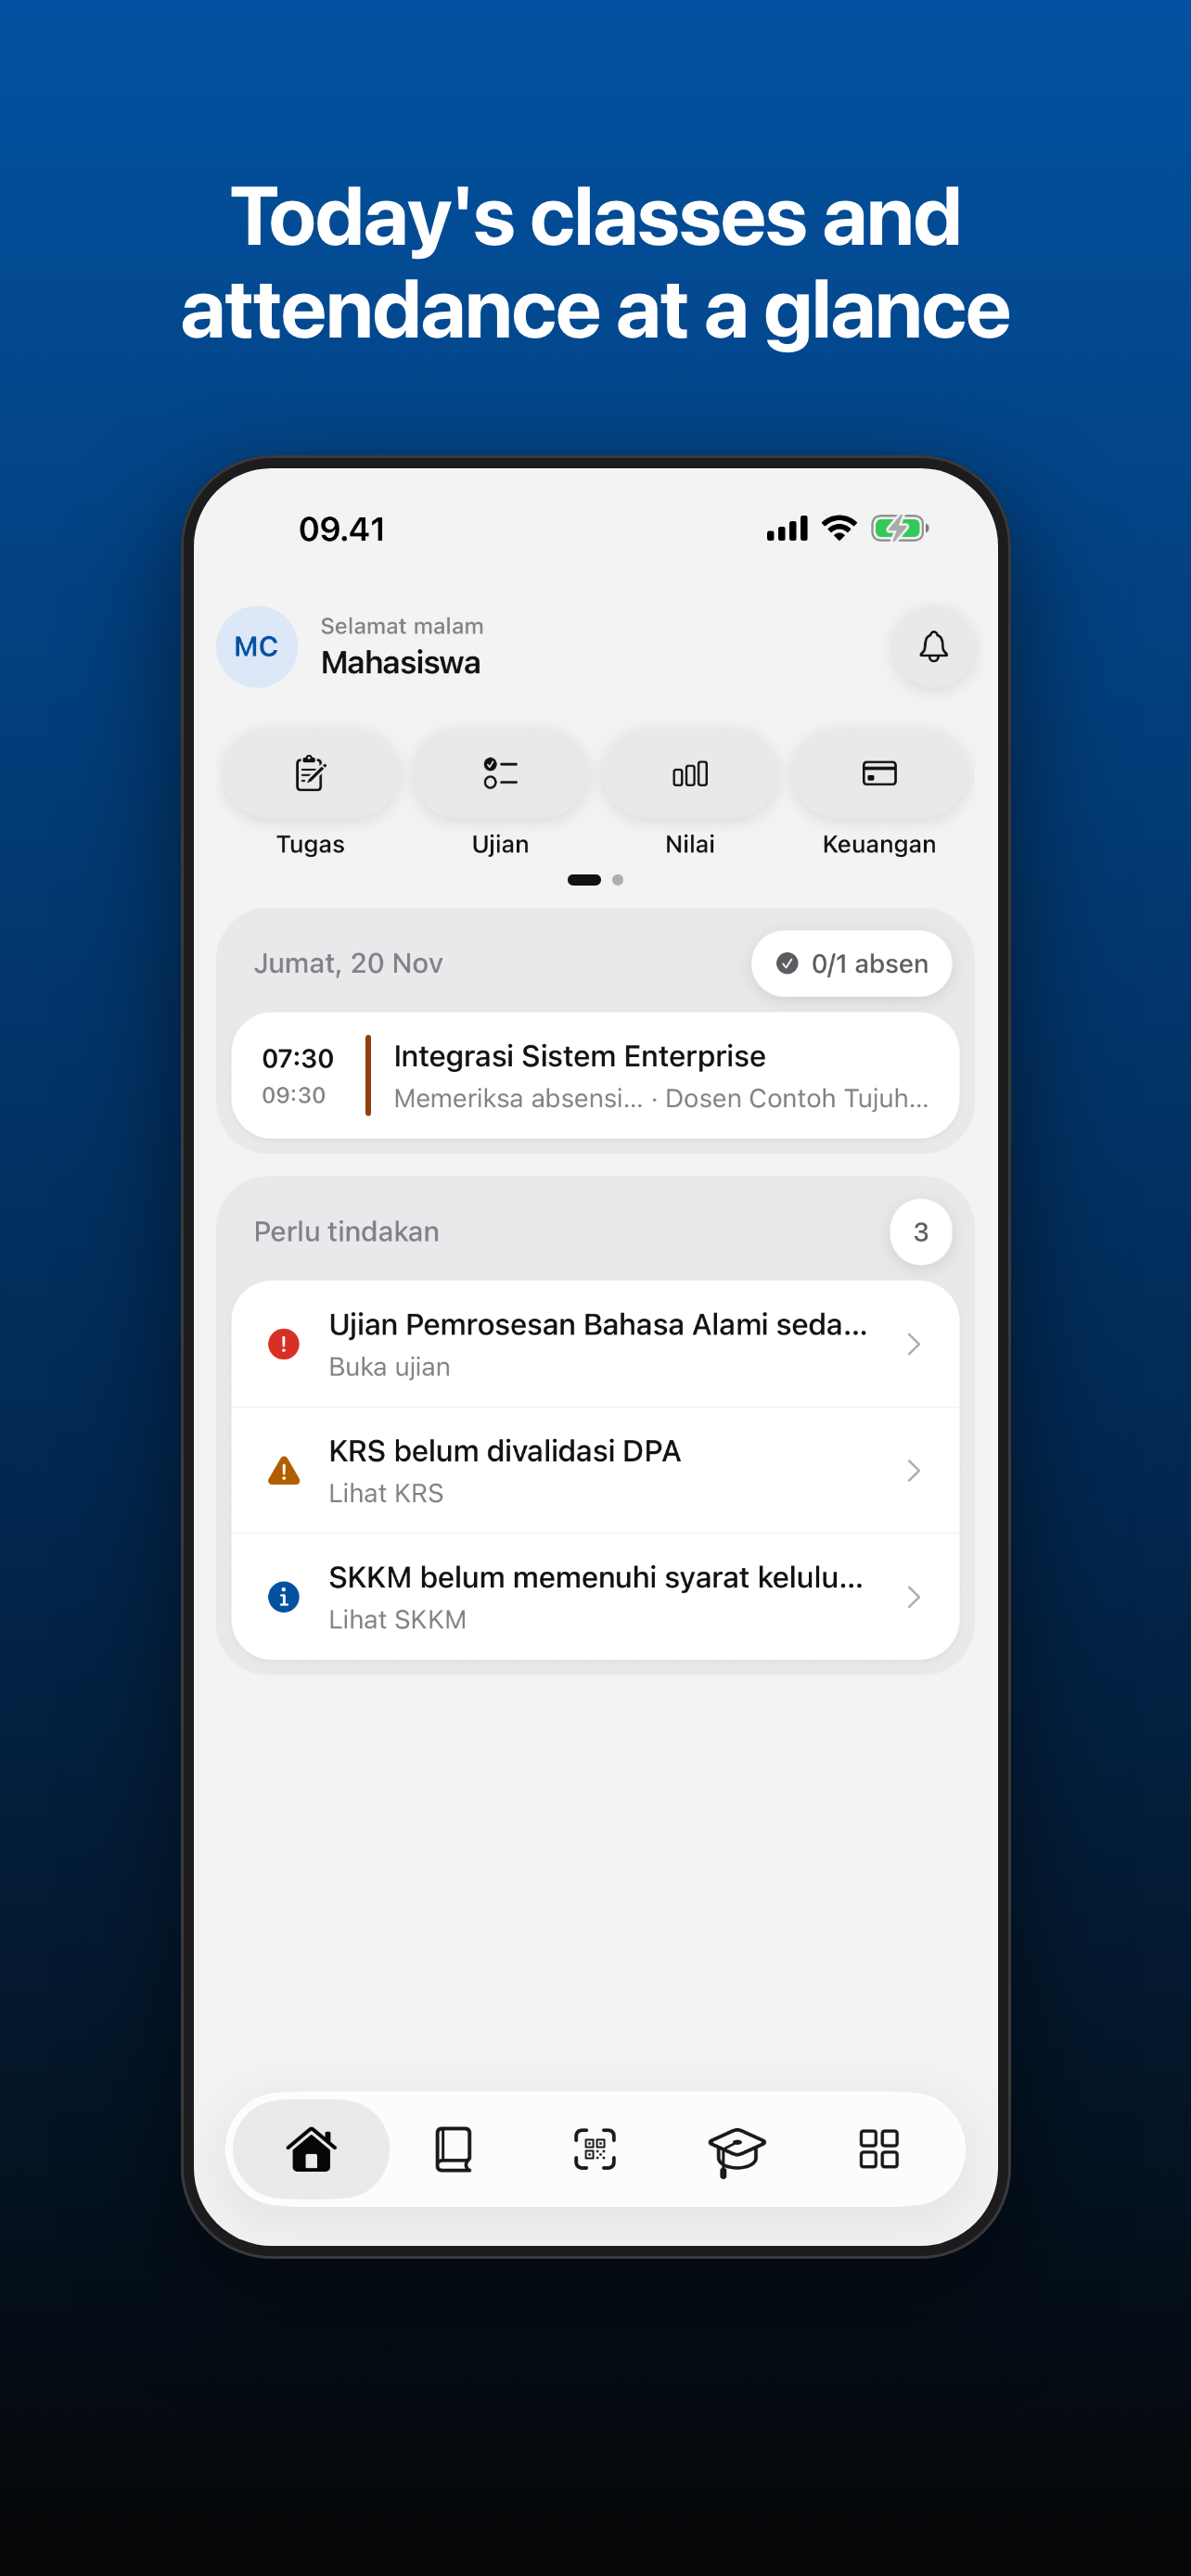 Today's classes and
attendance at a glance
09.41
MC
Selamat malam
Mahasiswa
Tugas
Ujian
Nilai
Keuangan
Jumat, 20 Nov
0/1 absen
07:30
09:30
Integrasi Sistem Enterprise
Memeriksa absensi... · Dosen Contoh Tujuh...
Perlu tindakan
3
Ujian Pemrosesan Bahasa Alami seda...
Buka ujian
KRS belum divalidasi DPA
Lihat KRS
SKKM belum memenuhi syarat kelulu...
Lihat SKKM